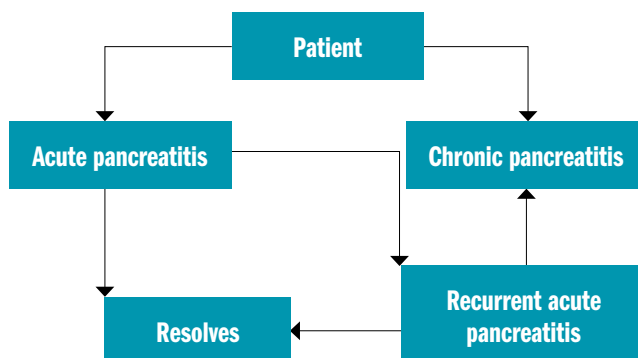 Patient
Acute pancreatitis
Chronic pancreatitis
Resolves
Recurrent acute
pancreatitis